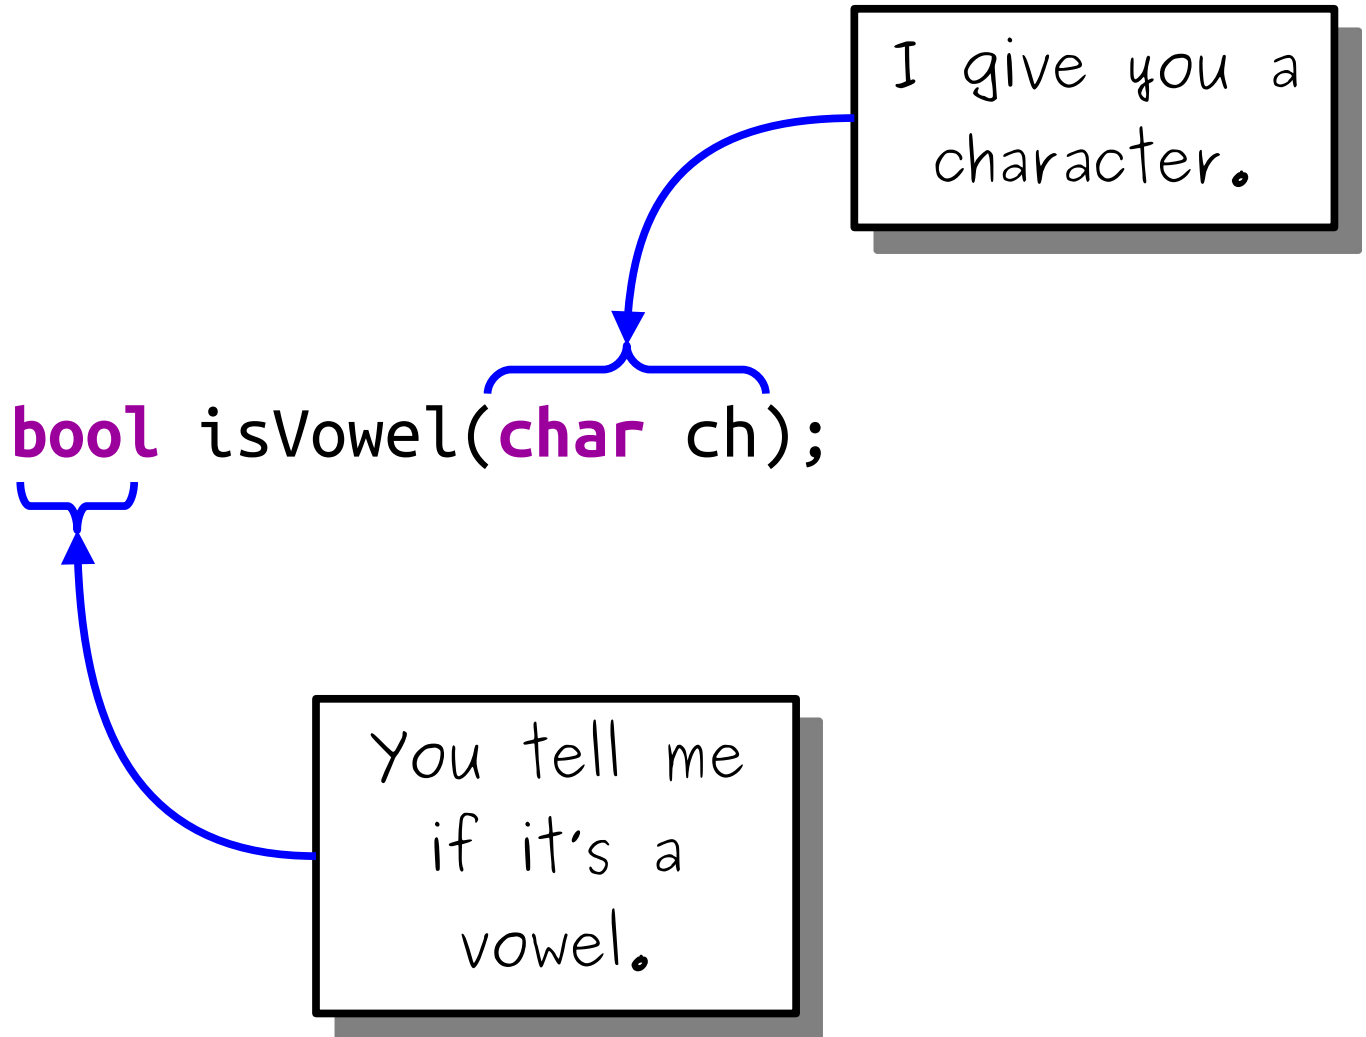 I give you a
character.
bool isVowel(char ch);
You tell me
if it's a
vowel.